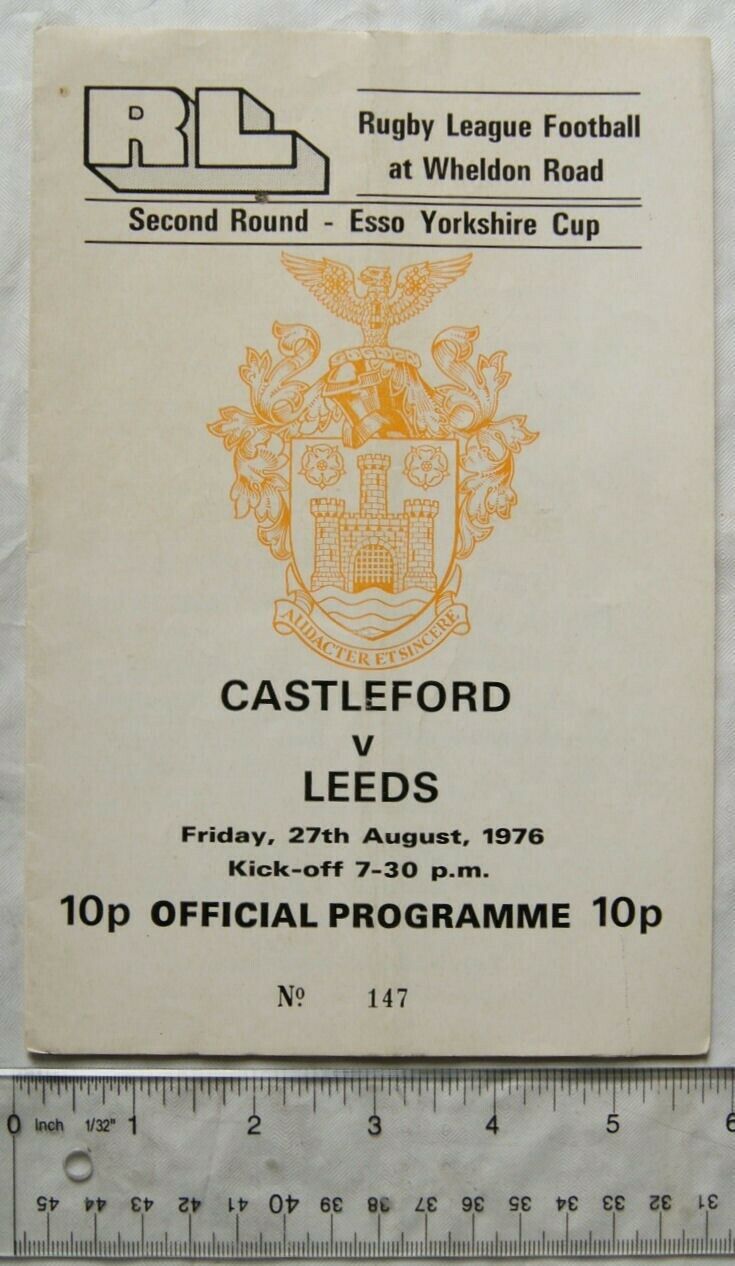 RL
Rugby League Football
at Wheldon Road
Second Round - Esso Yorkshire Cup
AUDACTER ET SINCERE
CASTLEFORD
v
LEEDS
Friday, 27th August, 1976
Kick-off 7-30 p.m.
10p OFFICIAL PROGRAMME 10p
Nº 147
0 Inch 1/32" 1 2 3 4 5 6
45 44 43 42 41 40 39 38 37 36 35 34 33 32 31